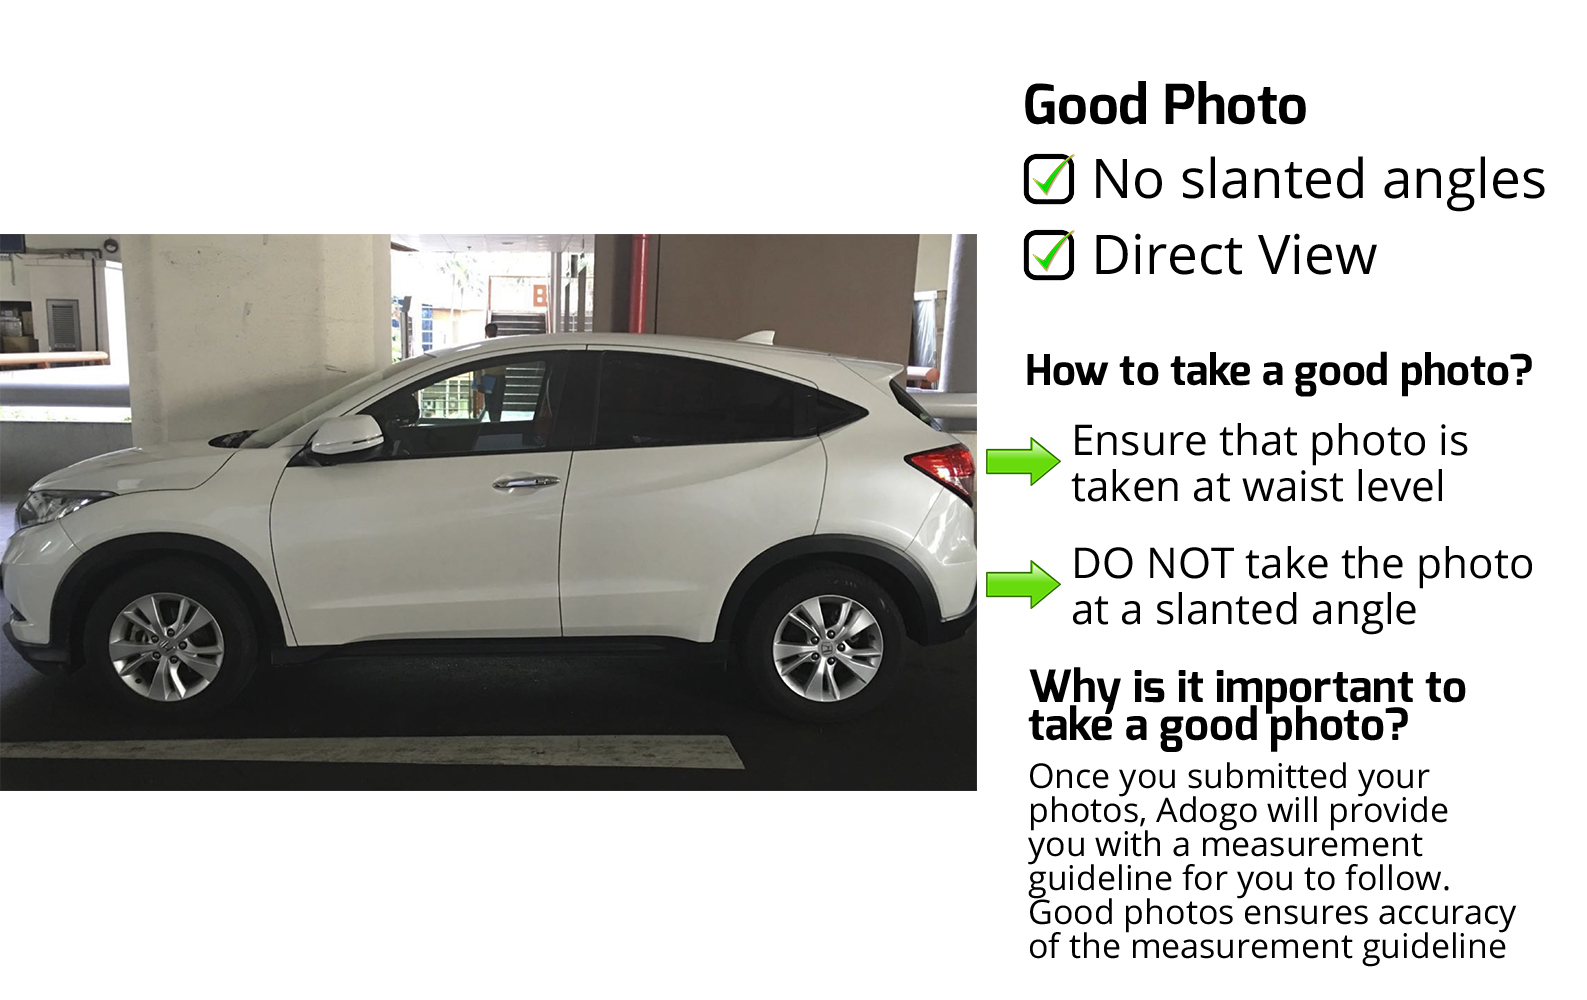 Good Photo
No slanted angles
Direct View
How to take a good photo?
Ensure that photo is
taken at waist level
DO NOT take the photo
at a slanted angle
Why is it important to
take a good photo?
Once you submitted your
photos, Adogo will provide
you with a measurement
guideline for you to follow.
Good photos ensures accuracy
of the measurement guideline
B